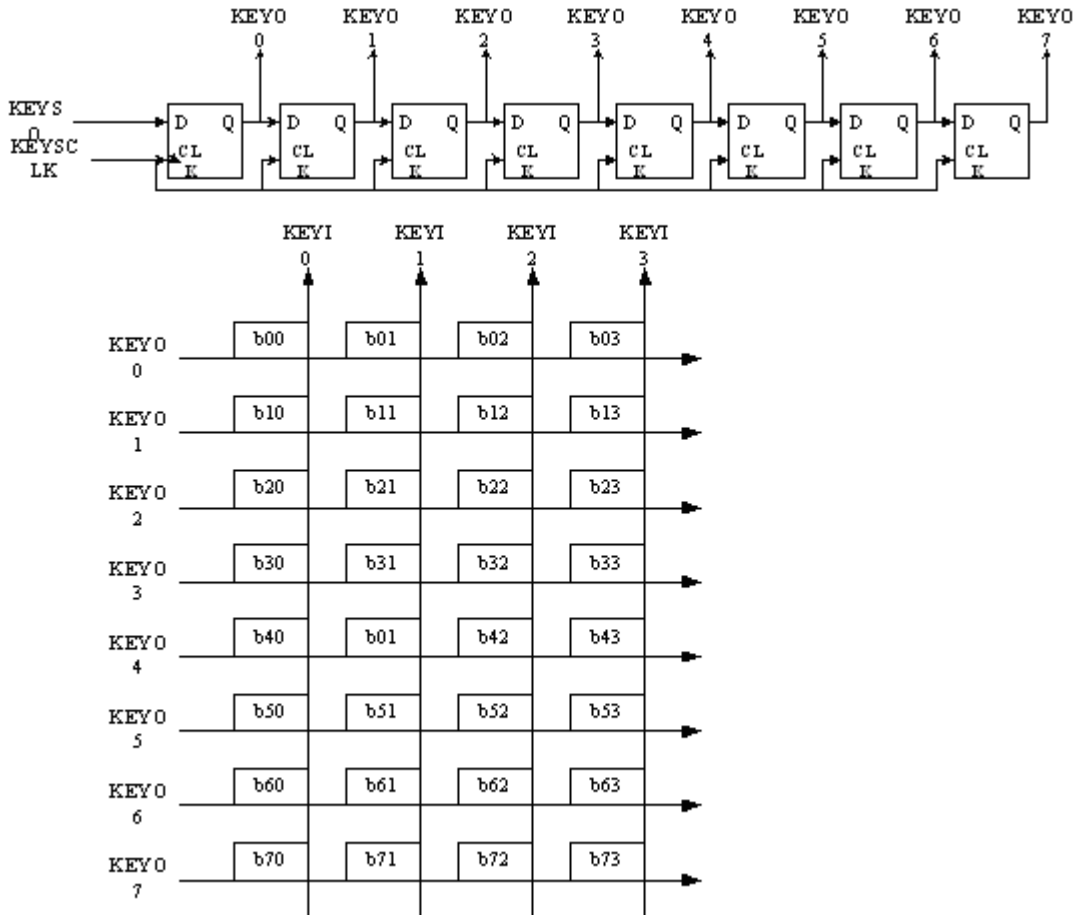 KEYO KEYO KEYO KEYO KEYO KEYO KEYO KEYO
0 1 2 3 4 5 6 7
KEYS
O
D Q D Q D Q D Q D Q D Q D Q D Q
KEYSC
LK
CL CL CL CL CL CL CL CL
K K K K K K K K
KEYI KEYI KEYI KEYI
0 1 2 3
KEYO
0
b00 b01 b02 b03
KEYO
1
b10 b11 b12 b13
KEYO
2
b20 b21 b22 b23
KEYO
3
b30 b31 b32 b33
KEYO
4
b40 b01 b42 b43
KEYO
5
b50 b51 b52 b53
KEYO
6
b60 b61 b62 b63
KEYO
7
b70 b71 b72 b73